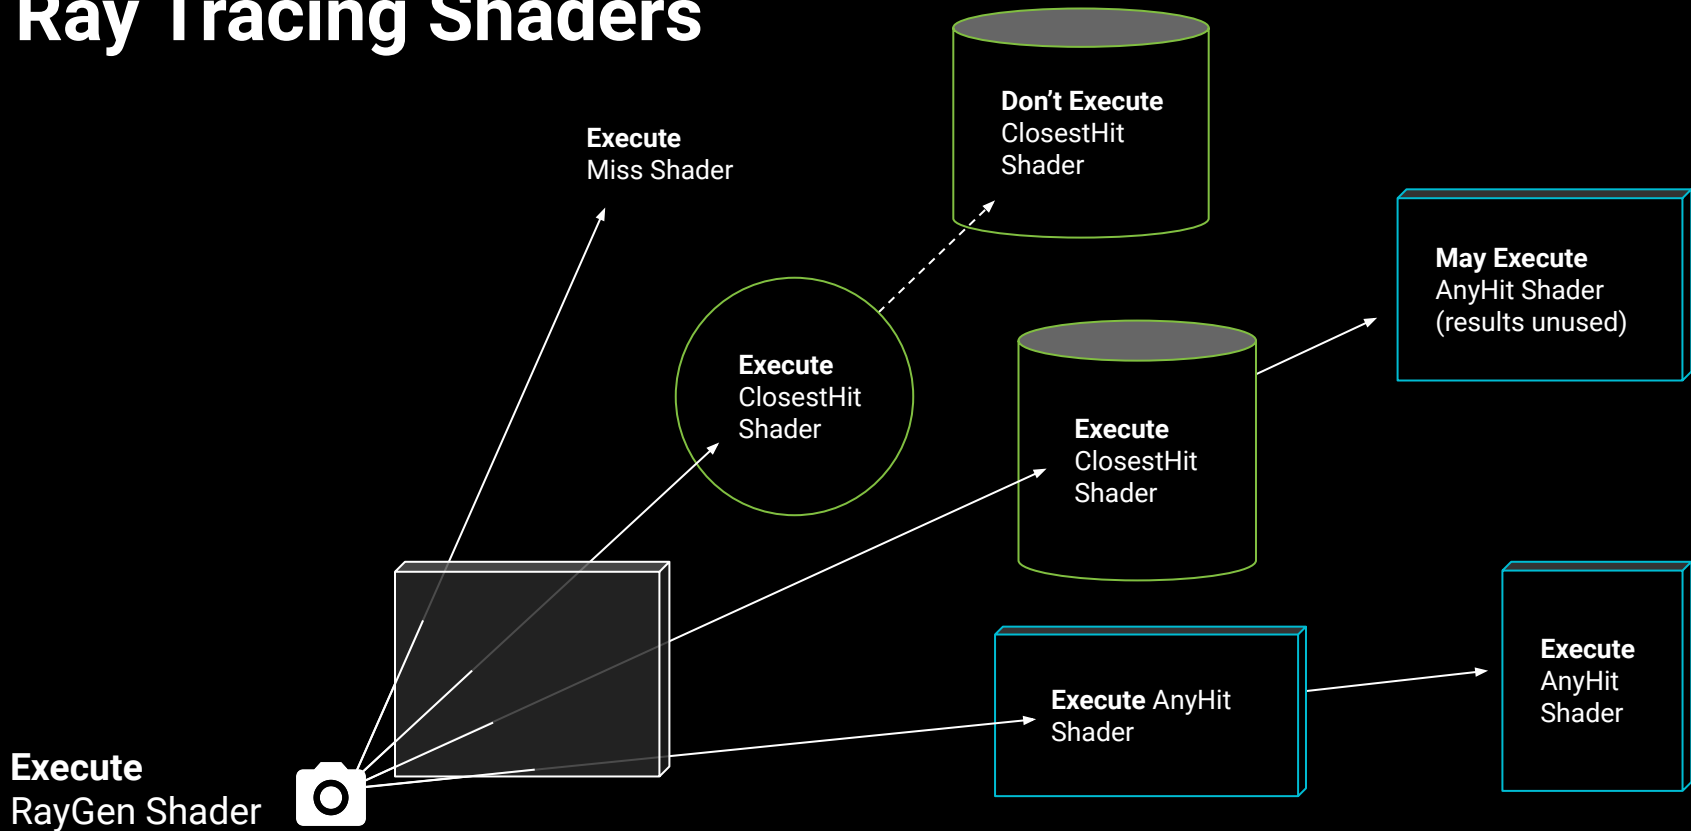 Ray Tracing Shaders
Don’t Execute
ClosestHit
Shader
Execute
Miss Shader
May Execute
AnyHit Shader
(results unused)
Execute
ClosestHit
Shader
Execute
ClosestHit
Shader
Execute
AnyHit
Shader
Execute AnyHit
Shader
Execute
RayGen Shader